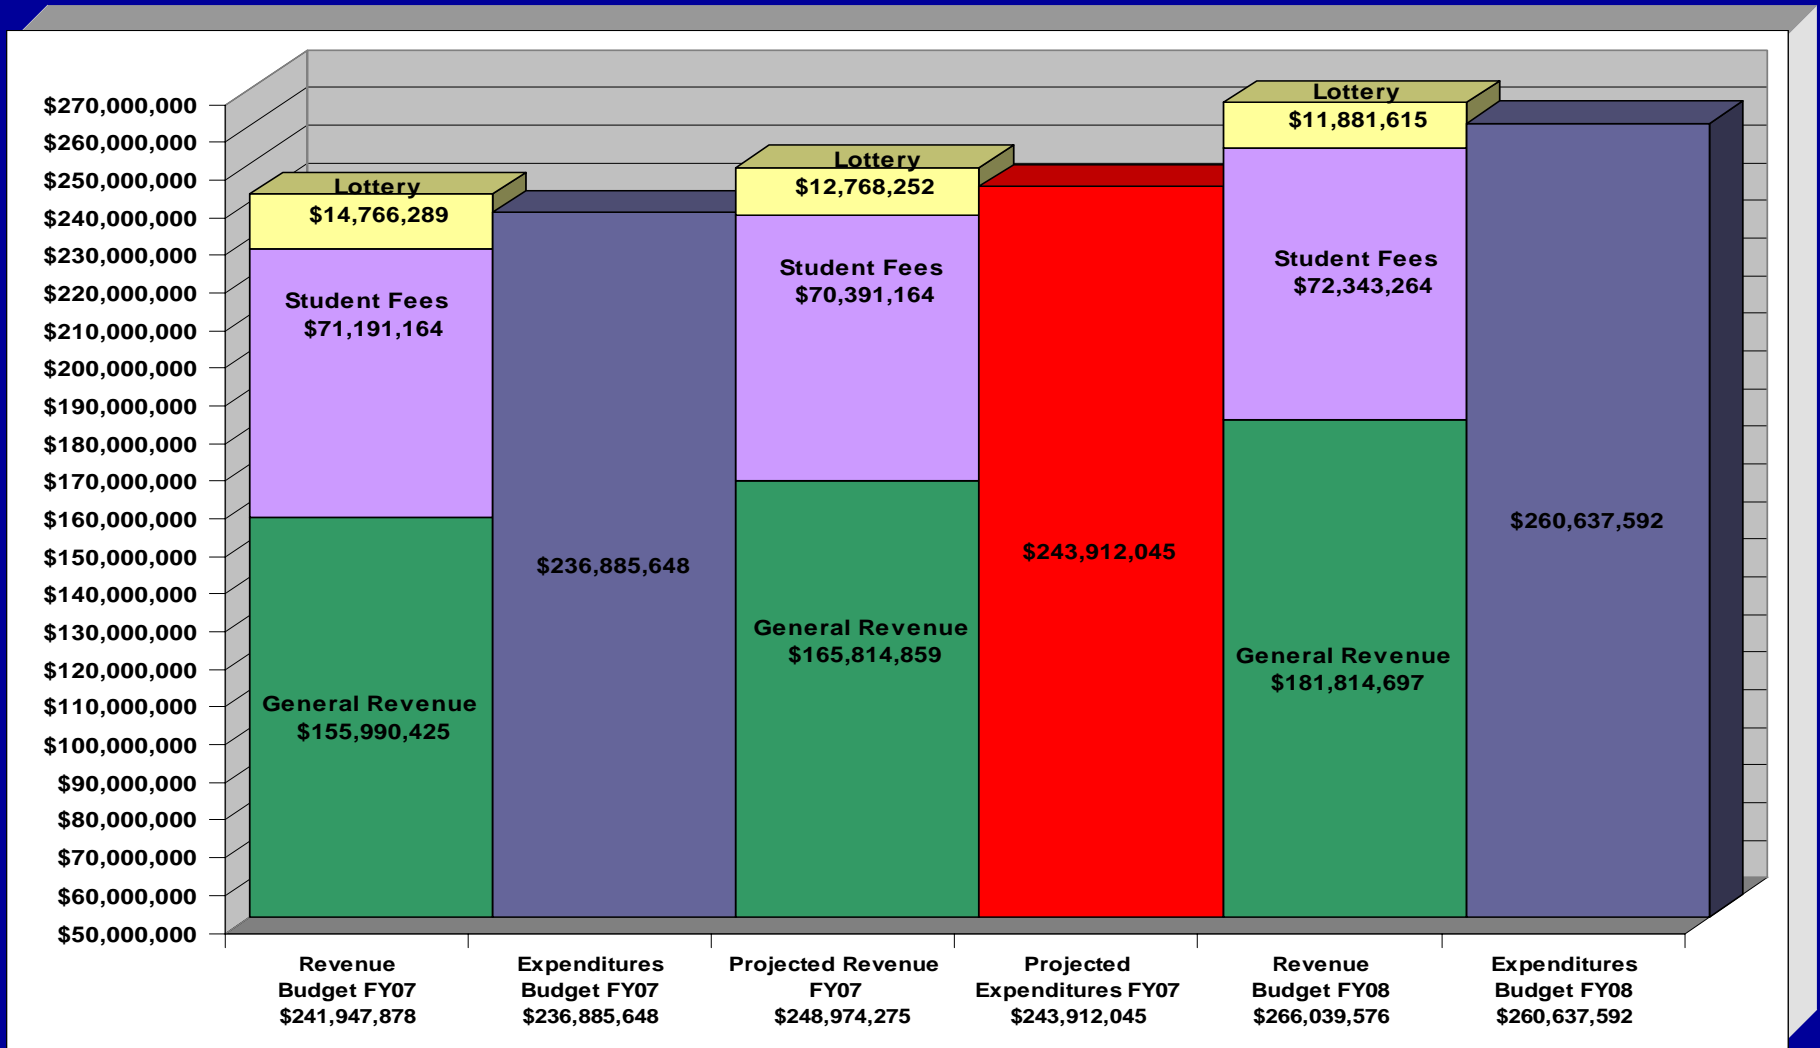 $270,000,000
$260,000,000
$250,000,000
$240,000,000
$230,000,000
$220,000,000
$210,000,000
$200,000,000
$190,000,000
$180,000,000
$170,000,000
$160,000,000
$150,000,000
$140,000,000
$130,000,000
$120,000,000
$110,000,000
$100,000,000
$90,000,000
$80,000,000
$70,000,000
$60,000,000
$50,000,000
Lottery
$14,766,289
Student Fees
$71,191,164
General Revenue
$155,990,425
$236,885,648
Lottery
$12,768,252
Student Fees
$70,391,164
General Revenue
$165,814,859
$243,912,045
Lottery
$11,881,615
Student Fees
$72,343,264
General Revenue
$181,814,697
$260,637,592
Revenue
Budget FY07
$241,947,878
Expenditures
Budget FY07
$236,885,648
Projected Revenue
FY07
$248,974,275
Projected
Expenditures FY07
$243,912,045
Revenue
Budget FY08
$266,039,576
Expenditures
Budget FY08
$260,637,592